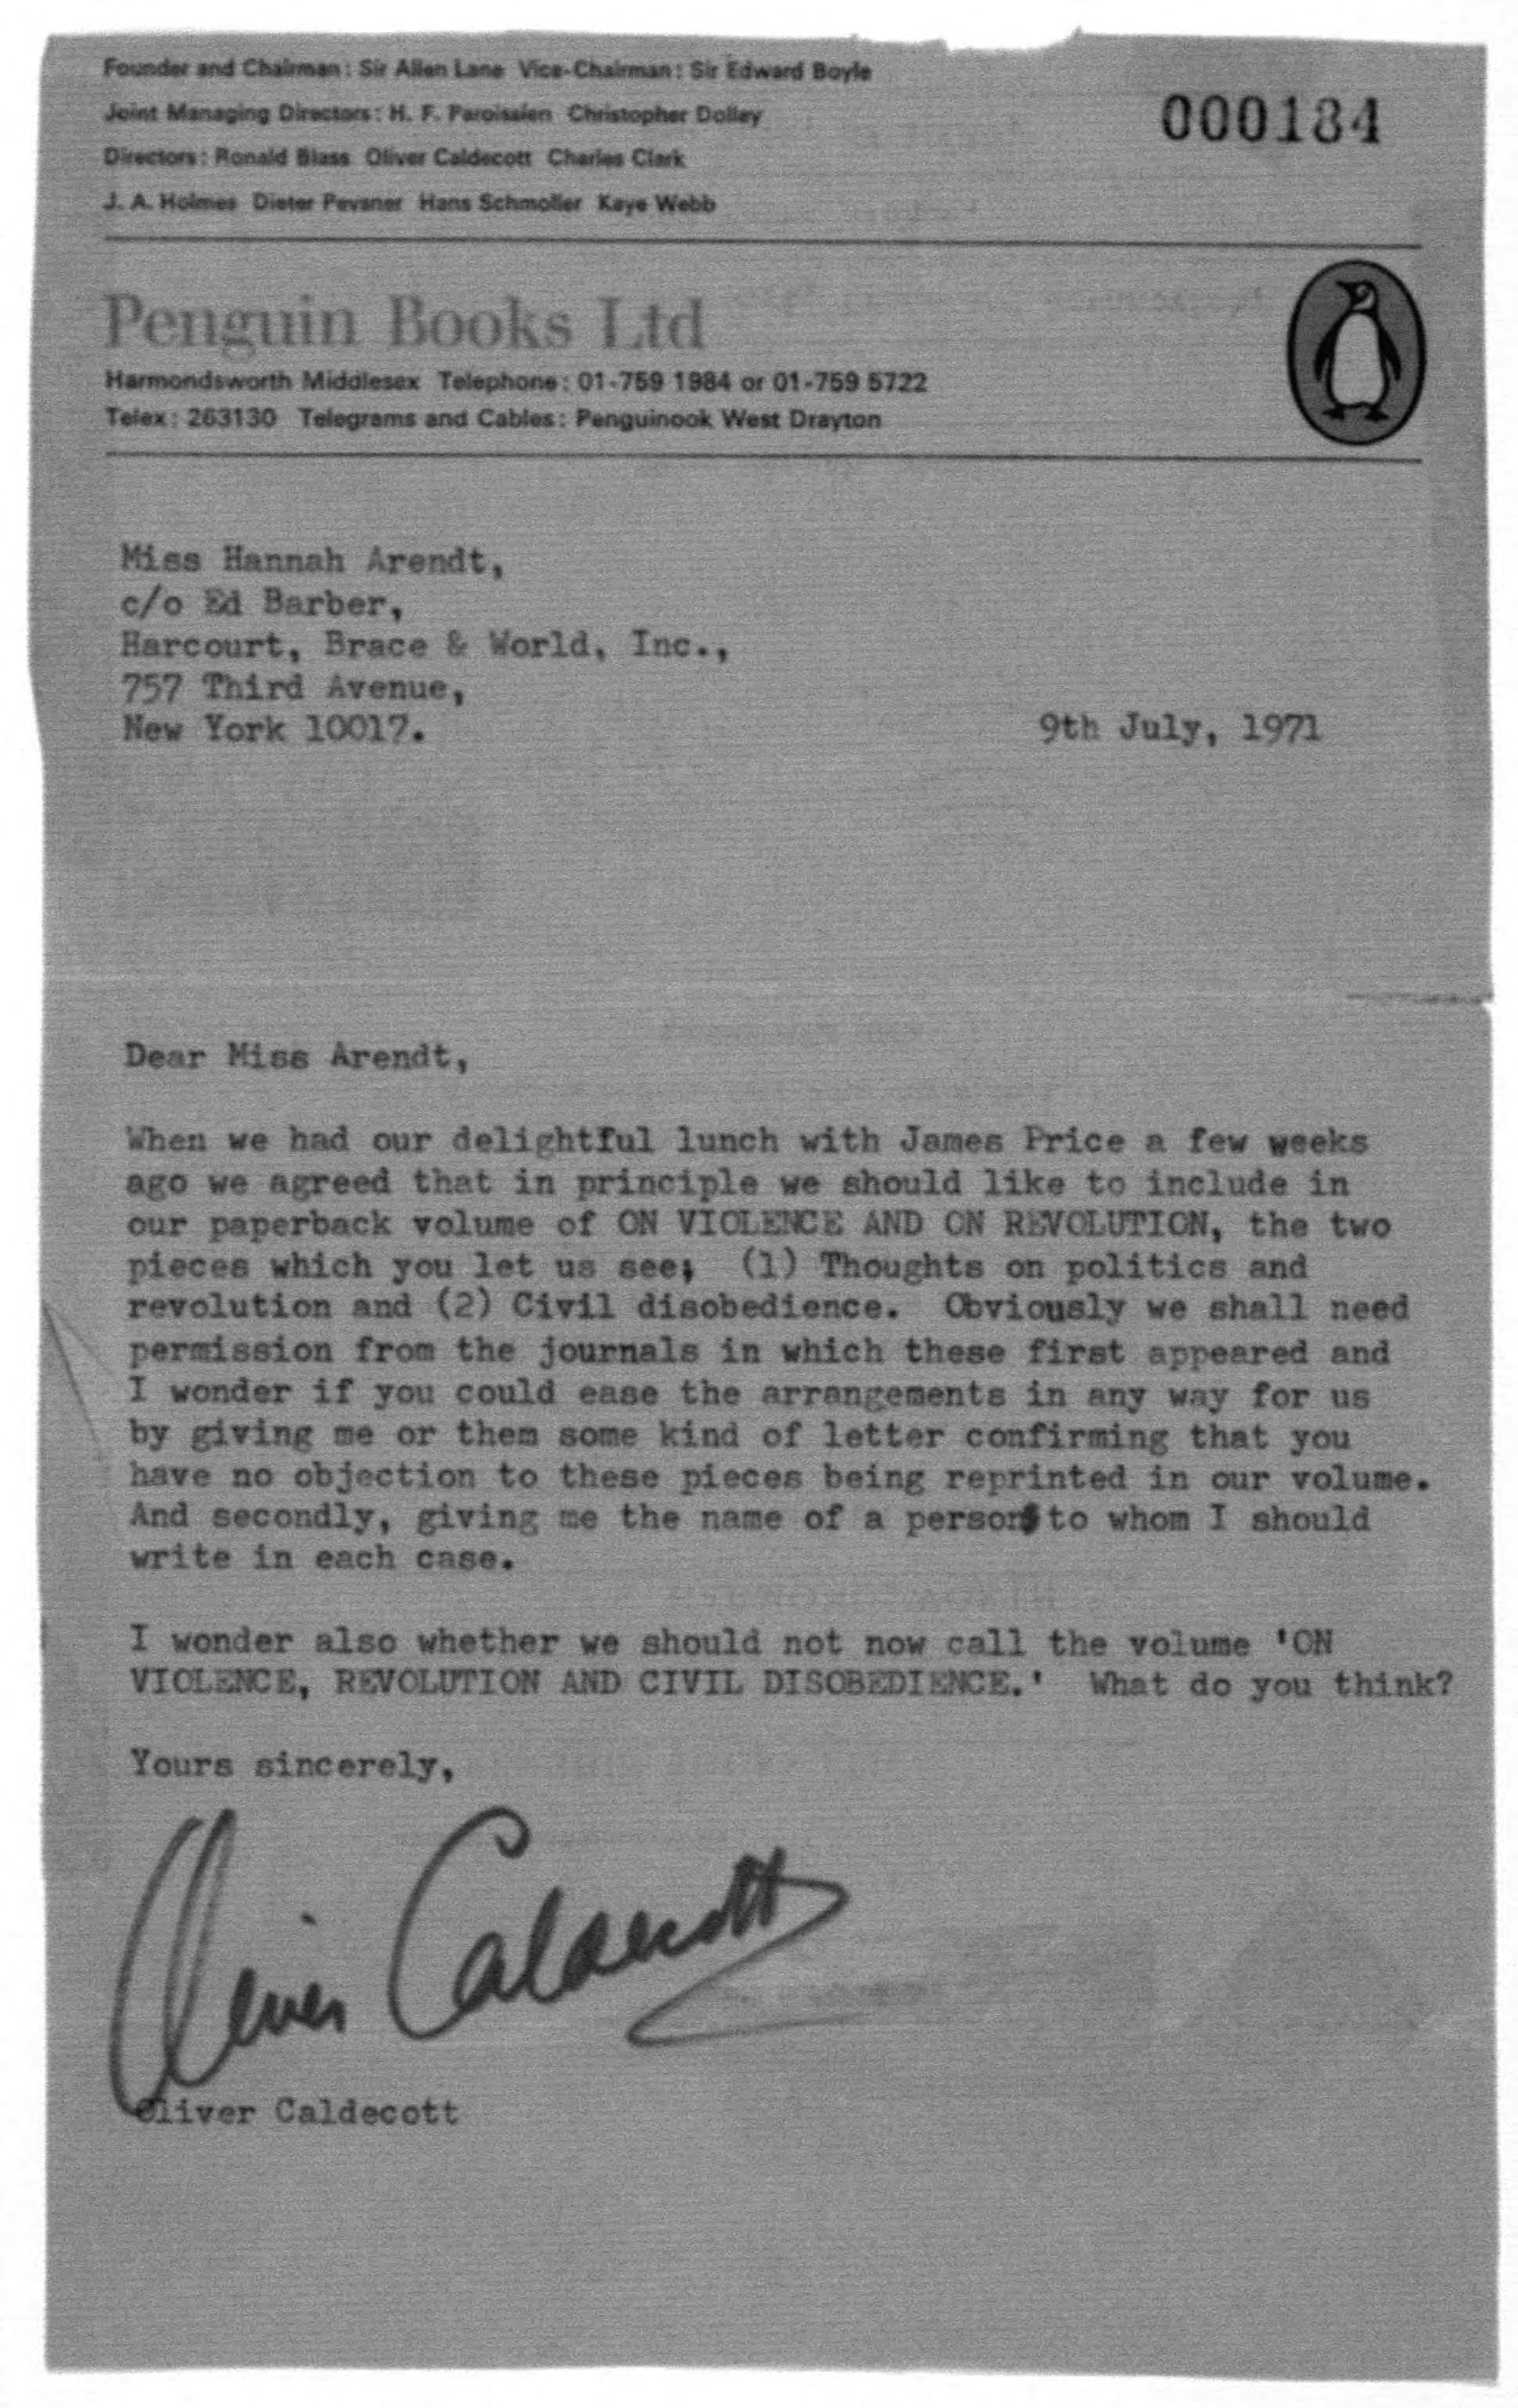 Founder and Chairman: Sir Allen Lane Vice-Chairman: Sir Edward Boyle
Joint Managing Directors: H. F. Paroissien Christopher Dolley
000184
Directors: Ronald Blass Oliver Caldecott Charles Clark
J. A. Holmes Dieter Pevsner Hans Schmoller Kaye Webb
Penguin Books Ltd
Harmondsworth Middlesex Telephone: 01-759 1984 or 01-759 5722
Telex: 263130 Telegrams and Cables: Penguinook West Drayton
Miss Hannah Arendt,
c/o Ed Barber,
Harcourt, Brace & World, Inc.,
757 Third Avenue,
New York 10017.
9th July, 1971
Dear Miss Arendt,
When we had our delightful lunch with James Price a few weeks
ago we agreed that in principle we should like to include in
our paperback volume of ON VIOLENCE AND ON REVOLUTION, the two
pieces which you let us see; (1) Thoughts on politics and
revolution and (2) Civil disobedience. Obviously we shall need
permission from the journals in which these first appeared and
I wonder if you could ease the arrangements in any way for us
by giving me or them some kind of letter confirming that you
have no objection to these pieces being reprinted in our volume.
And secondly, giving me the name of a person to whom I should
write in each case.
I wonder also whether we should not now call the volume 'ON
VIOLENCE, REVOLUTION AND CIVIL DISOBEDIENCE.' What do you think?
Yours sincerely,
Oliver Caldecott
Oliver Caldecott